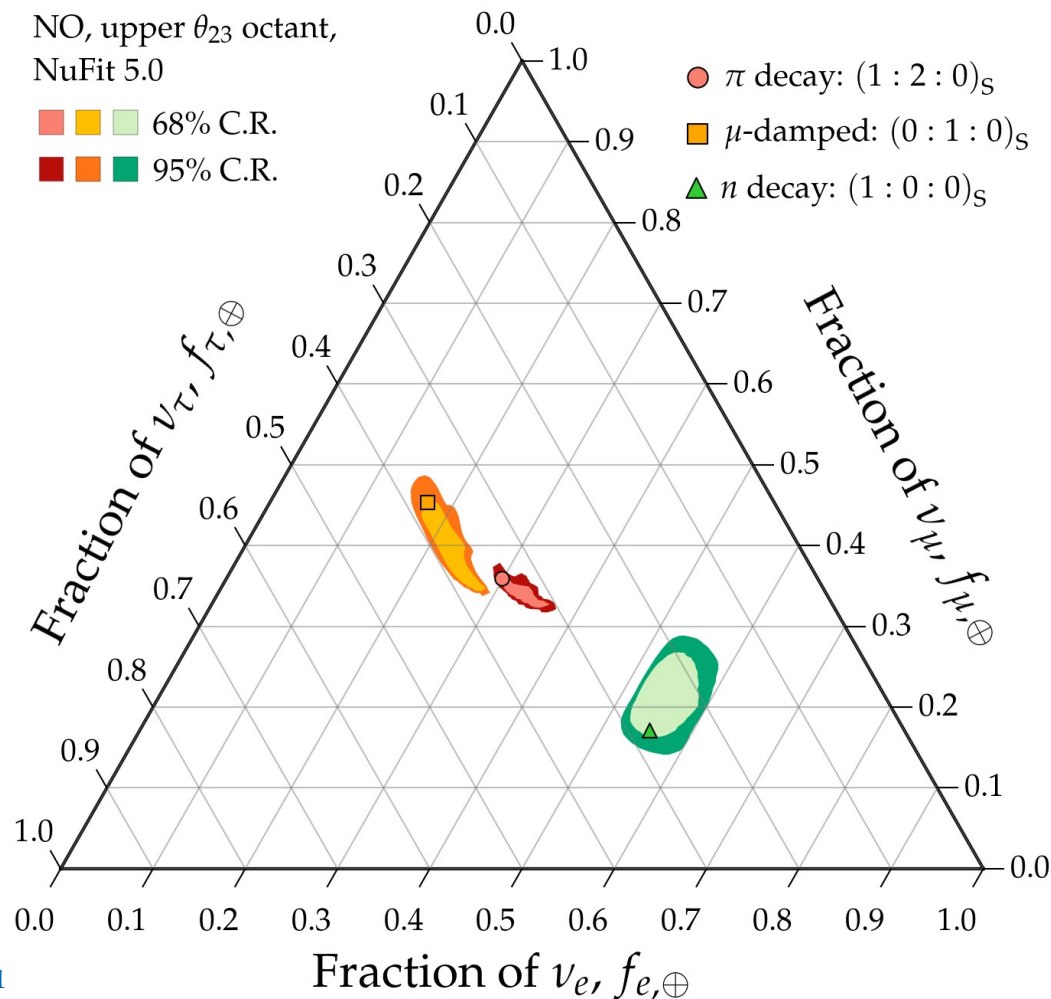 NO, upper θ₂₃ octant,
NuFit 5.0
68% C.R.
95% C.R.
π decay: (1 : 2 : 0)S
μ-damped: (0 : 1 : 0)S
n decay: (1 : 0 : 0)S
0.0
0.1
0.2
0.3
0.4
0.5
0.6
0.7
0.8
0.9
1.0
Fraction of ντ, fτ,⊕
1.0
0.9
0.8
0.7
0.6
0.5
0.4
0.3
0.2
0.1
0.0
Fraction of νμ, fμ,⊕
0.0 0.1 0.2 0.3 0.4 0.5 0.6 0.7 0.8 0.9 1.0
Fraction of νe, fe,⊕